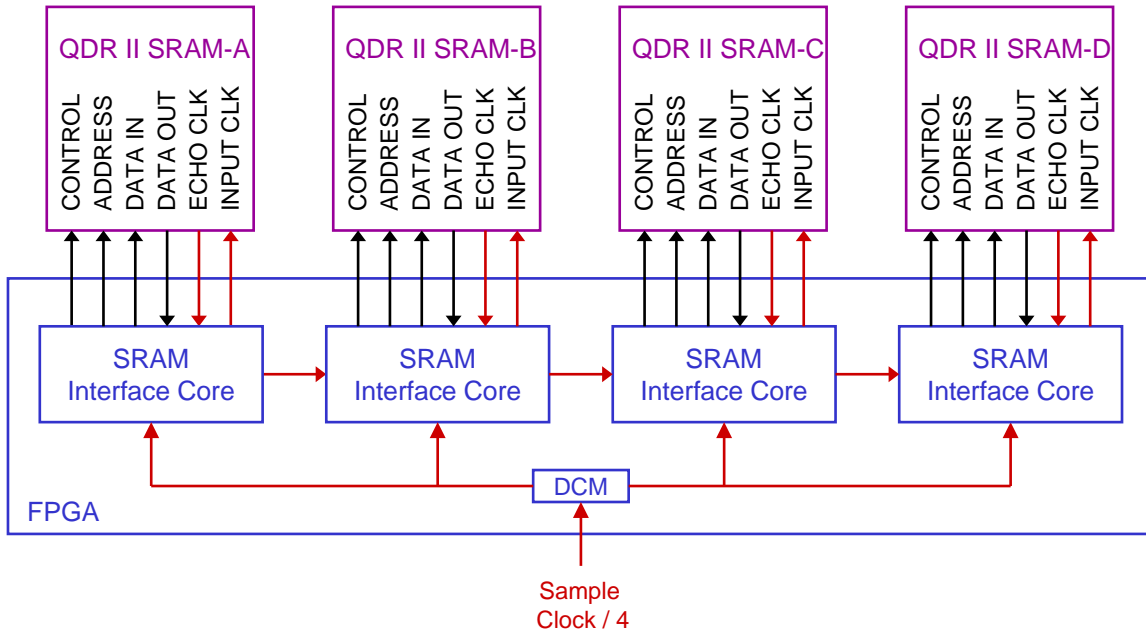 QDR II SRAM-A
CONTROL
ADDRESS
DATA IN
DATA OUT
ECHO CLK
INPUT CLK
QDR II SRAM-B
CONTROL
ADDRESS
DATA IN
DATA OUT
ECHO CLK
INPUT CLK
QDR II SRAM-C
CONTROL
ADDRESS
DATA IN
DATA OUT
ECHO CLK
INPUT CLK
QDR II SRAM-D
CONTROL
ADDRESS
DATA IN
DATA OUT
ECHO CLK
INPUT CLK
SRAM
Interface Core
SRAM
Interface Core
SRAM
Interface Core
SRAM
Interface Core
DCM
FPGA
Sample
Clock / 4